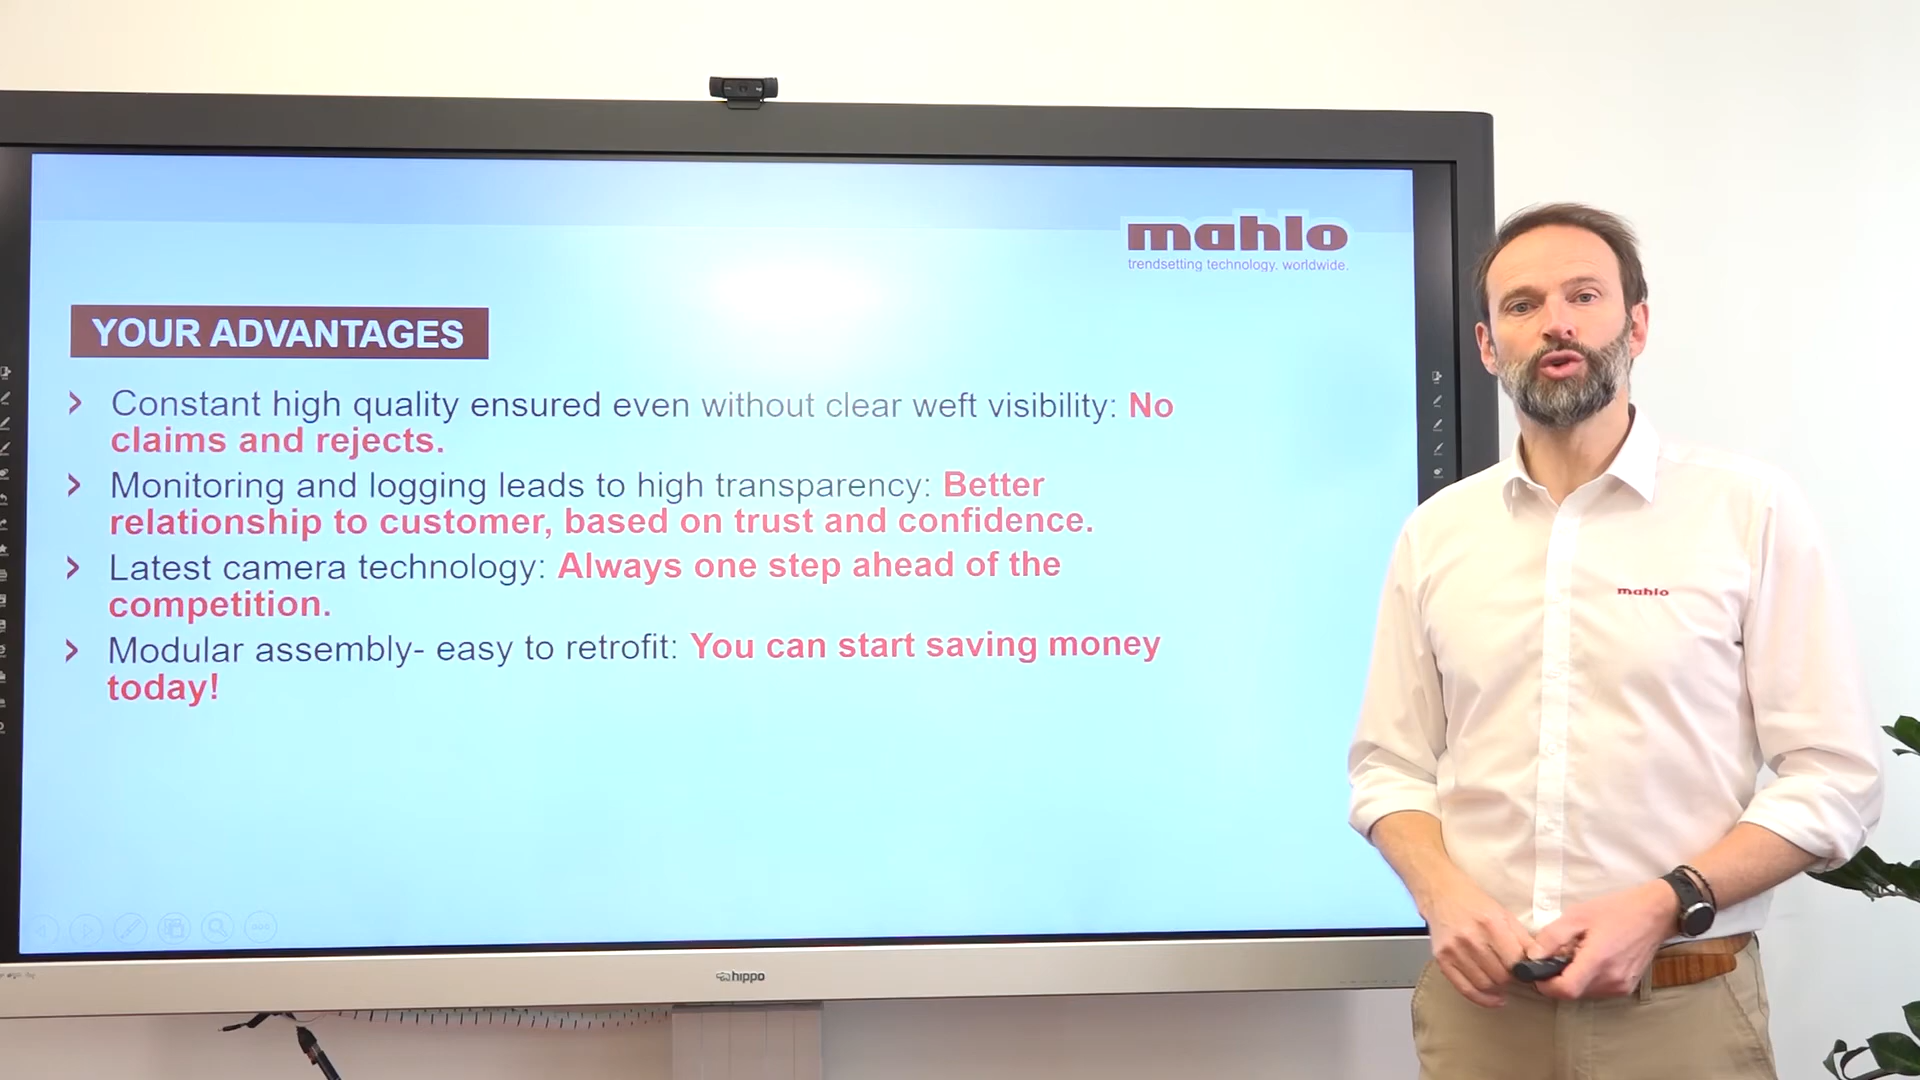 mahlo
trendsetting technology. worldwide.
YOUR ADVANTAGES
Constant high quality ensured even without clear weft visibility: No
claims and rejects.
Monitoring and logging leads to high transparency: Better
relationship to customer, based on trust and confidence.
Latest camera technology: Always one step ahead of the
competition.
Modular assembly- easy to retrofit: You can start saving money
today!
mahlo
hippo